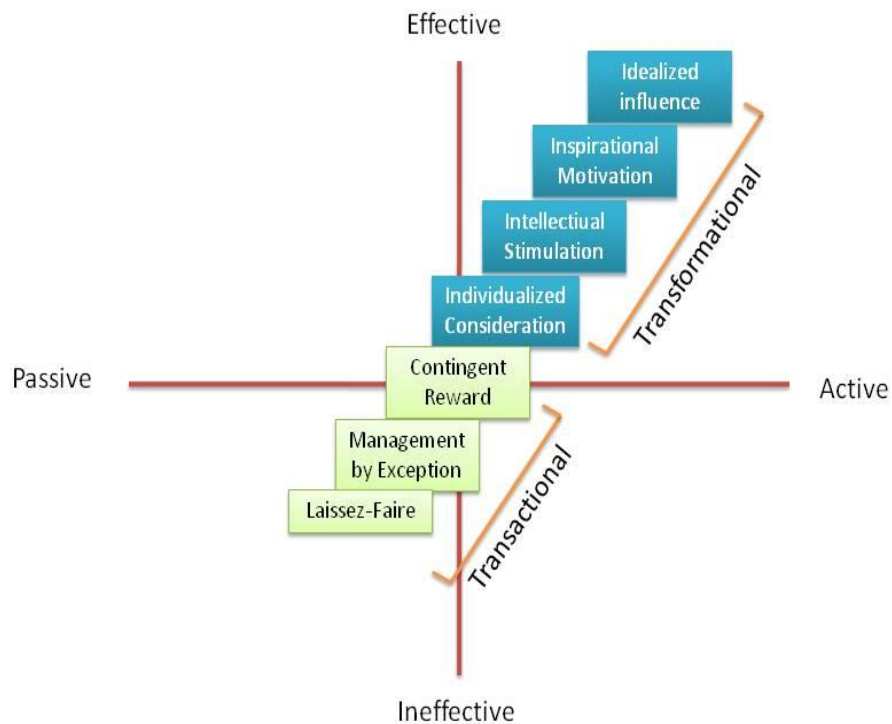 Effective
Idealized
influence
Inspirational
Motivation
Intellectiual
Stimulation
Individualized
Consideration
Transformational
Contingent
Reward
Passive
Active
Management
by Exception
Laissez-Faire
Transactional
Ineffective